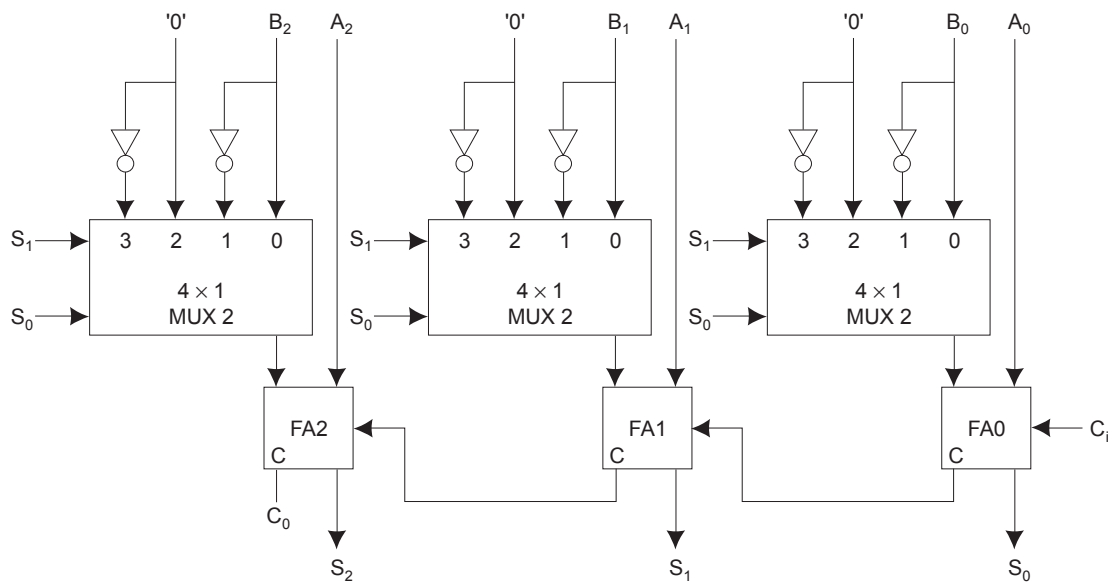 '0' B₂ A₂ '0' B₁ A₁ '0' B₀ A₀
S₁ 3 2 1 0 S₁ 3 2 1 0 S₁ 3 2 1 0
4 × 1 4 × 1 4 × 1
S₀ MUX 2 S₀ MUX 2 S₀ MUX 2
FA2 FA1 FA0 Cᵢ
C C C
C₀
S₂ S₁ S₀